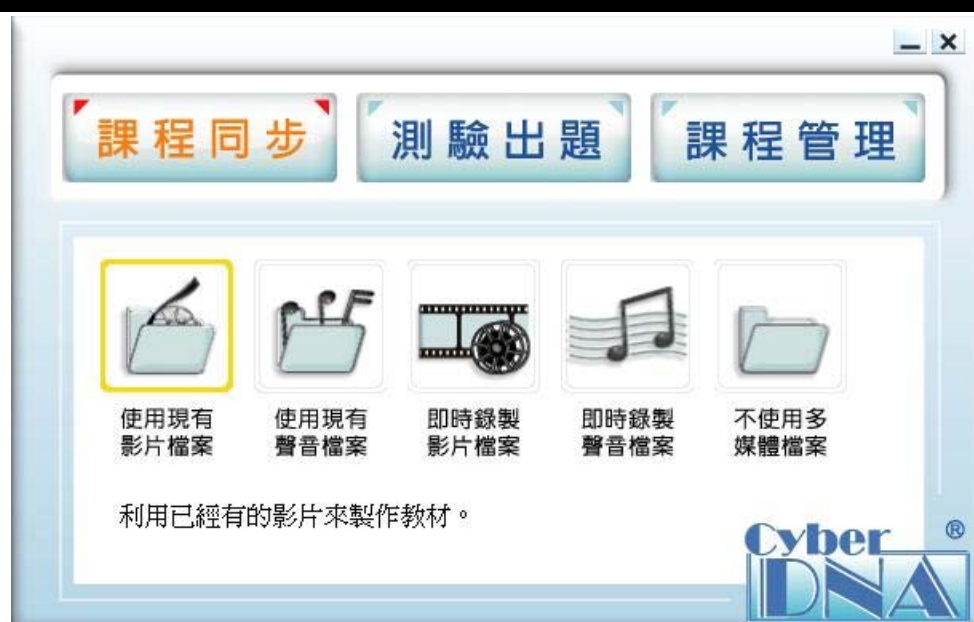 課程同步
測驗出題
課程管理
使用現有
影片檔案
使用現有
聲音檔案
即時錄製
影片檔案
即時錄製
聲音檔案
不使用多
媒體檔案
利用已經有的影片來製作教材。
Cyber ®
DNA